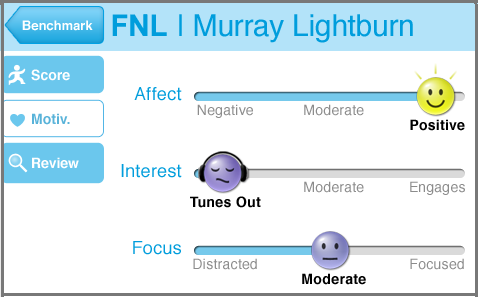 Benchmark
FNL | Murray Lightburn
Score
Motiv.
Review
Affect
Negative Moderate Positive
Interest
Tunes Out Moderate Engages
Focus
Distracted Moderate Focused